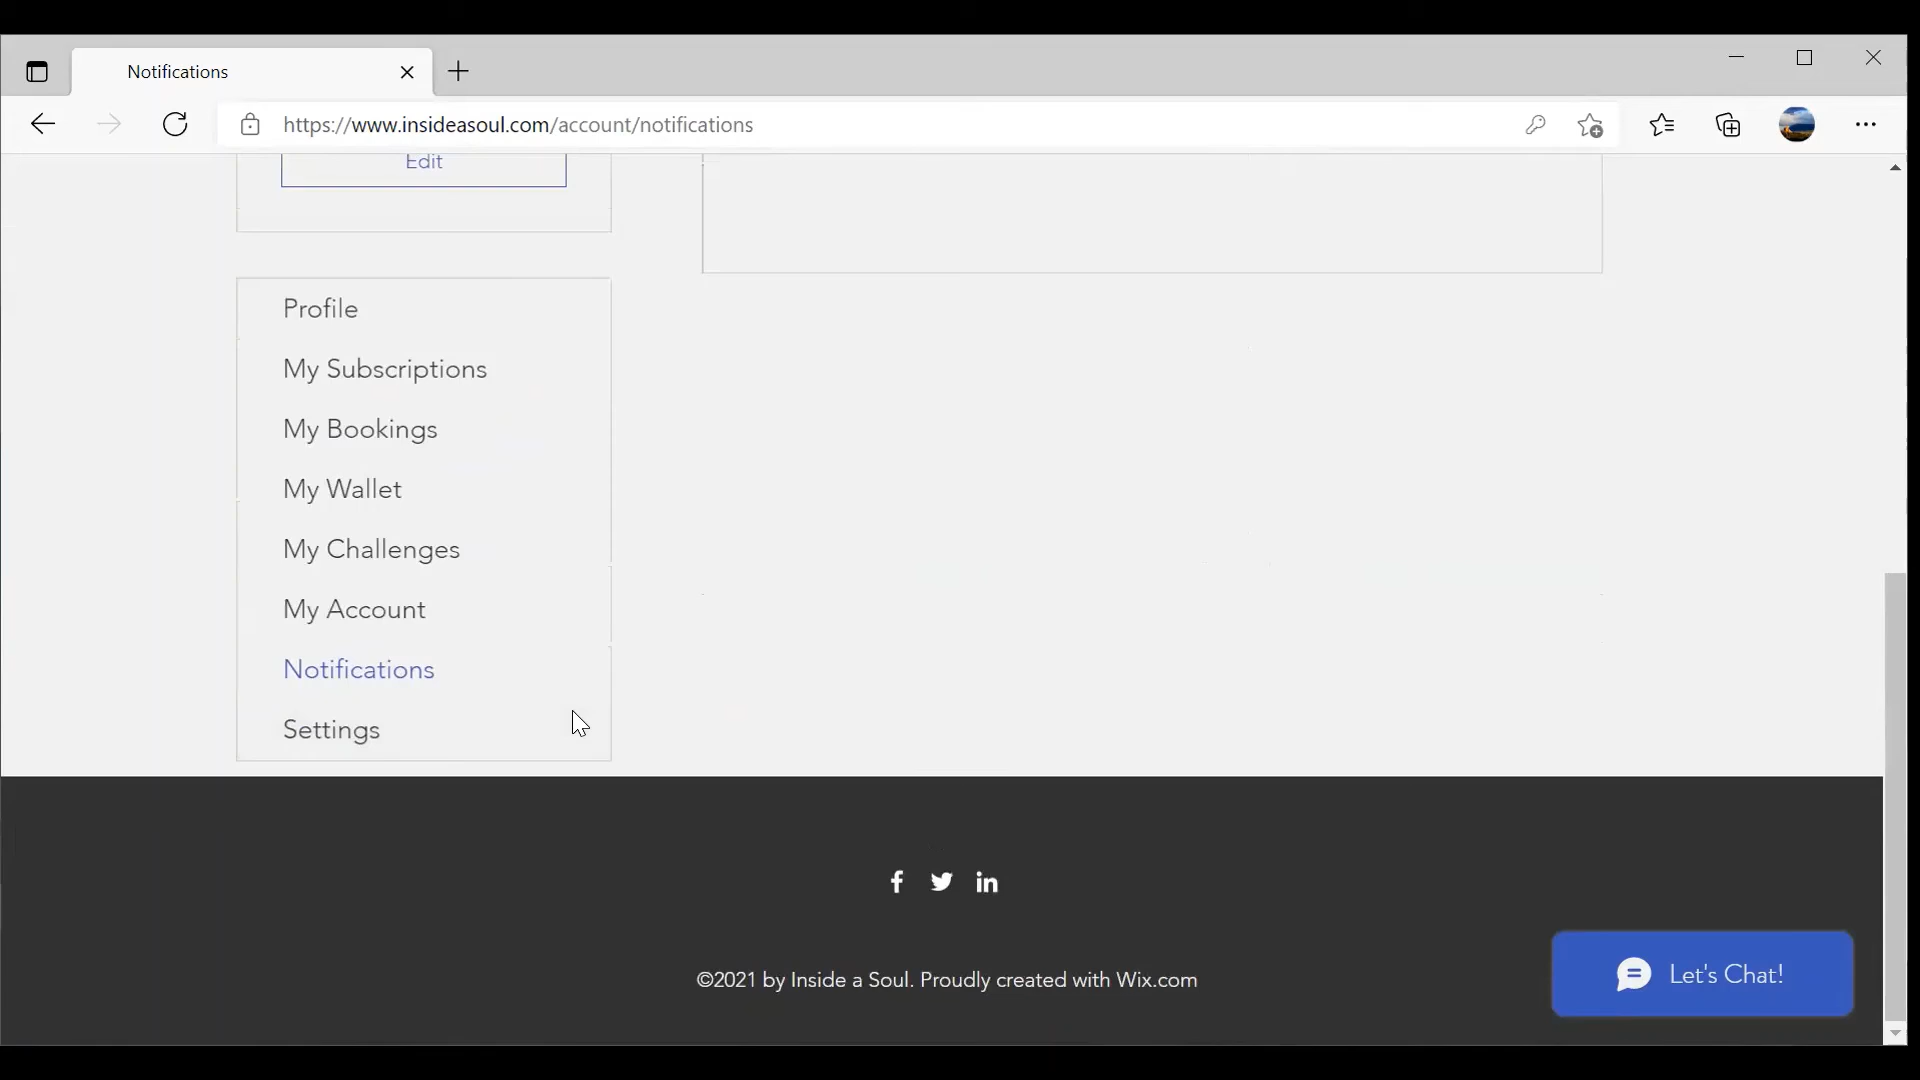 Notifications
https://www.insideasoul.com/account/notifications
Edit
Profile
My Subscriptions
My Bookings
My Wallet
My Challenges
My Account
Notifications
Settings
©2021 by Inside a Soul. Proudly created with Wix.com
Let's Chat!